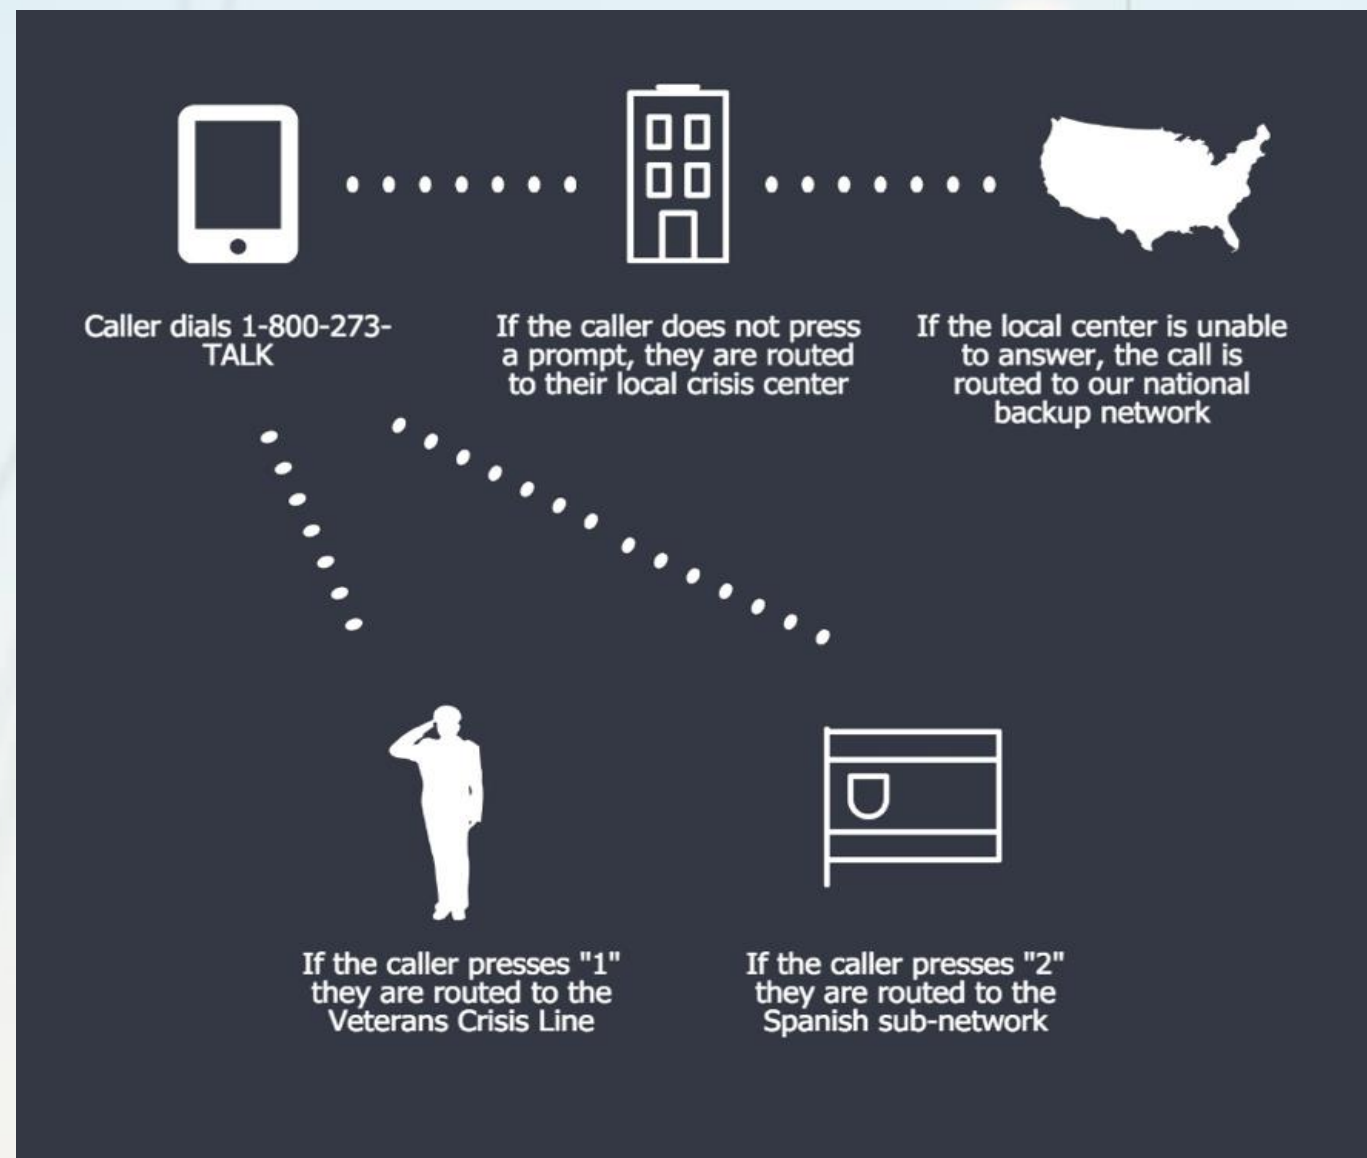 Caller dials 1-800-273-
TALK
If the caller does not press
a prompt, they are routed
to their local crisis center
If the local center is unable
to answer, the call is
routed to our national
backup network
If the caller presses "1"
they are routed to the
Veterans Crisis Line
If the caller presses "2"
they are routed to the
Spanish sub-network